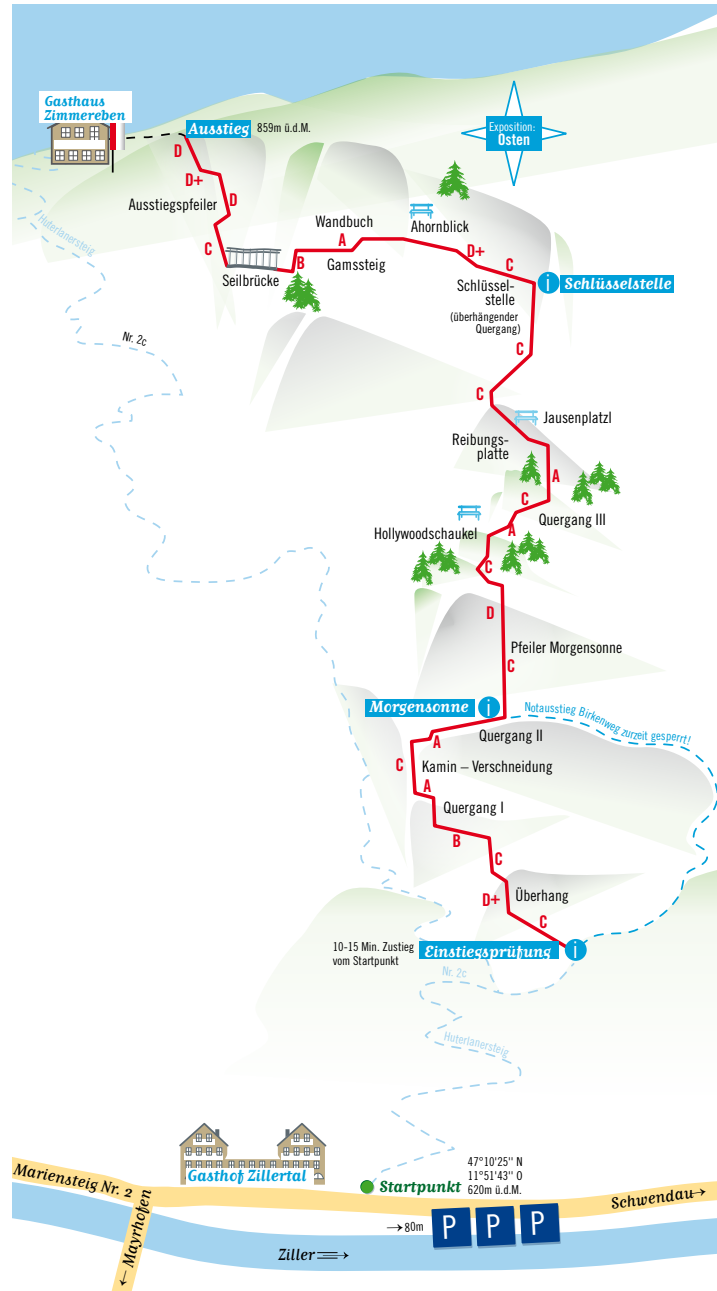 Gasthaus
Zimmereben
Ausstieg
859m ü.d.M.
Exposition:
Osten
D
D+
D
Ausstiegspfeiler
C
Seilbrücke
B
Wandbuch
A
Gamssteig
Ahornblick
D+
C
Schlüssel-
stelle
(überhängender
Quergang)
i
Schlüsselstelle
Huterlanersteig
Nr. 2c
C
C
Jausenplatzl
Reibungs-
platte
A
C
Quergang III
A
Hollywoodschaukel
C
D
Pfeiler Morgensonne
C
Morgensonne
i
Notausstieg Birkenweg zurzeit gesperrt!
Quergang II
A
C
Kamin – Verschneidung
A
Quergang I
B
C
D+
Überhang
C
10-15 Min. Zustieg
vom Startpunkt
Einstiegsprüfung
i
Nr. 2c
Huterlanersteig
Gasthof Zillertal
Startpunkt
47°10'25'' N
11°51'43'' O
620m ü.d.M.
Mariensteig Nr. 2
Schwendau→
→80m
P
P
P
← Mayrhofen
Ziller